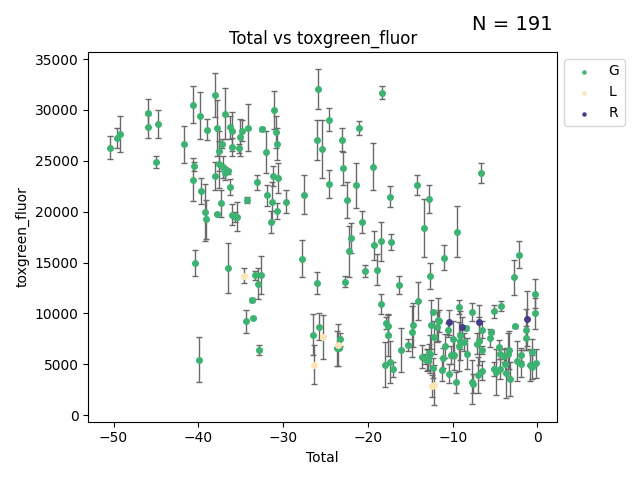 N = 191
Total vs toxgreen_fluor
35000
30000
25000
20000
15000
10000
5000
0
toxgreen_fluor
−50 −40 −30 −20 −10 0
Total
G
L
R